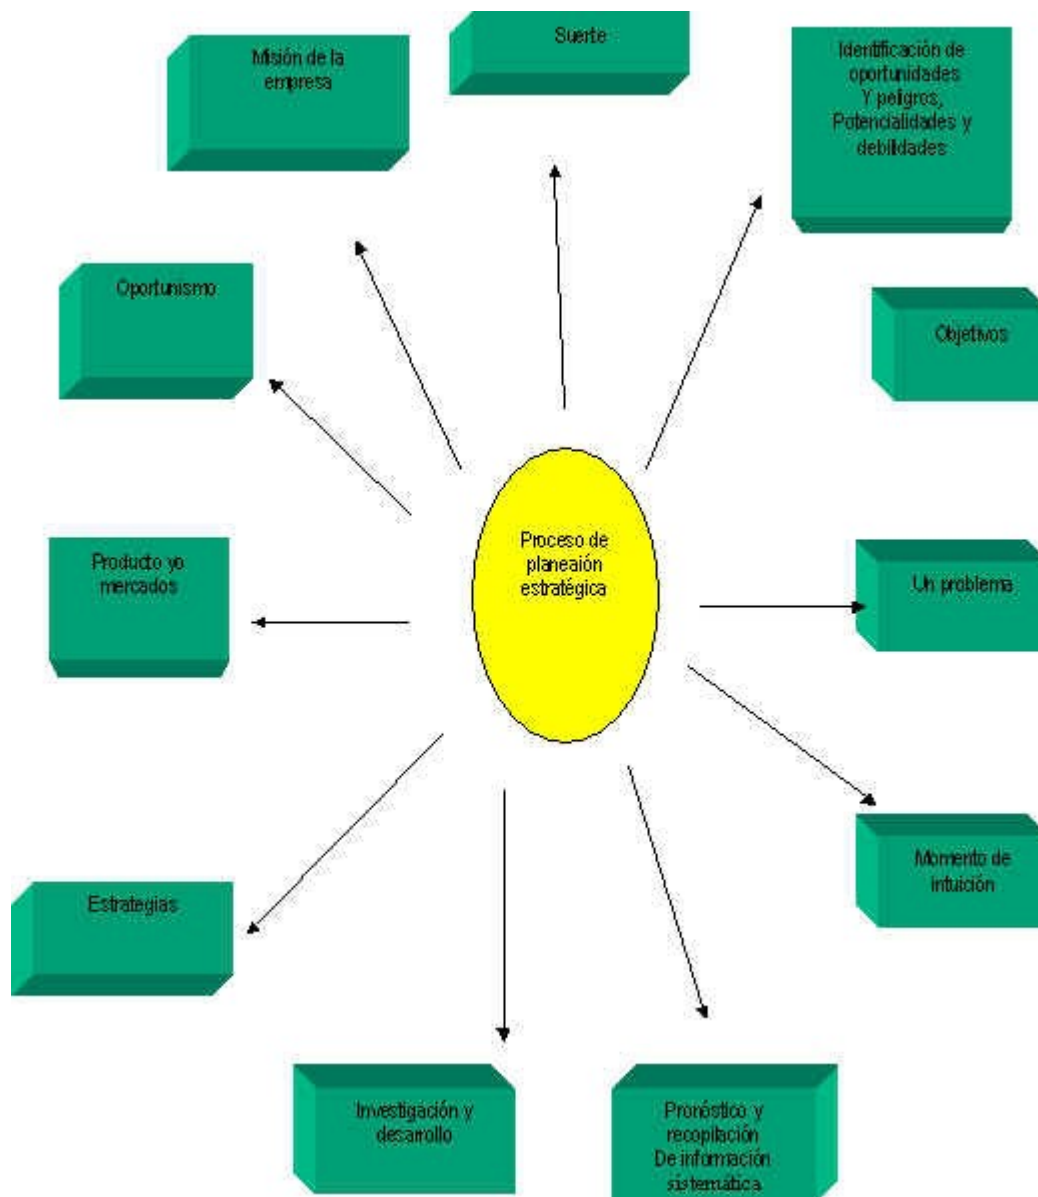 Misión de la
empresa
Suerte
Identificación de
oportunidades
Y peligros,
Potencialidades y
debilidades
Oportunismo
Objetivos
Proceso de
planeaión
estratégica
Producto yo
mercados
Un problema
Momento de
intuición
Estrategias
Investigación y
desarrollo
Pronóstico y
recopilación
De información
sistemática